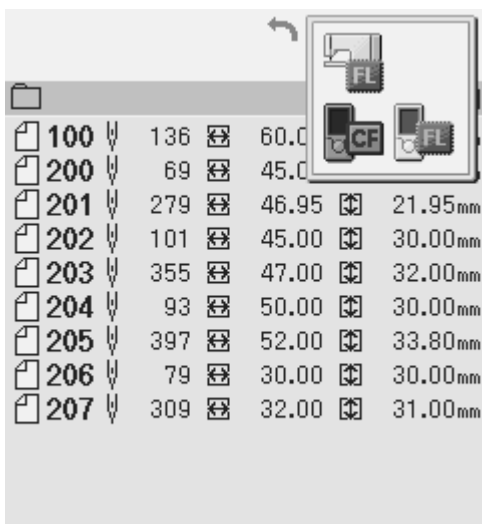 FL
CF FL
100 136 60.0
200 69 45.0
201 279 46.95 21.95mm
202 101 45.00 30.00mm
203 355 47.00 32.00mm
204 93 50.00 30.00mm
205 397 52.00 33.80mm
206 79 30.00 30.00mm
207 309 32.00 31.00mm